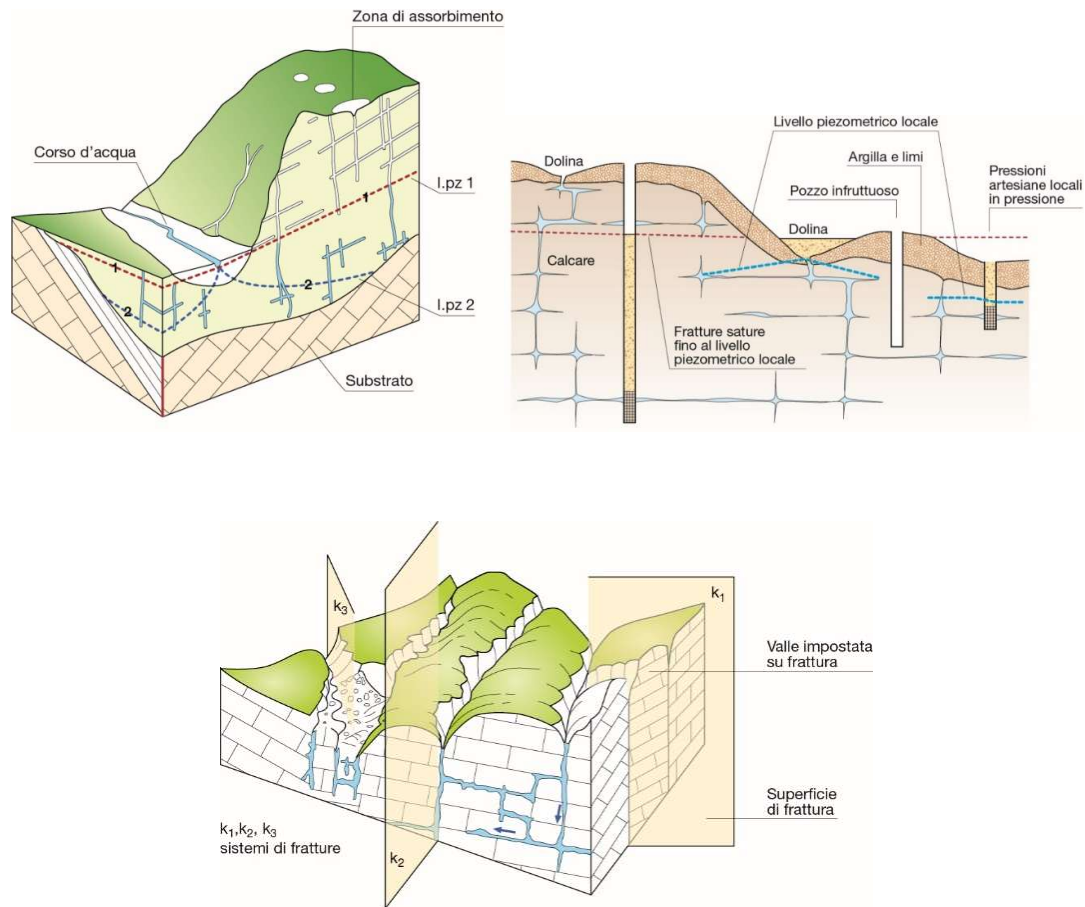 Zona di assorbimento
Corso d'acqua
l.pz 1
1
1
2
2
l.pz 2
Substrato
Livello piezometrico locale
Argilla e limi
Dolina
Pozzo infruttuoso
Pressioni
artesiane locali
in pressione
Dolina
Calcare
Fratture sature
fino al livello
piezometrico locale
k3
k1
Valle impostata
su frattura
Superficie
di frattura
k1,k2, k3
sistemi di fratture
k2